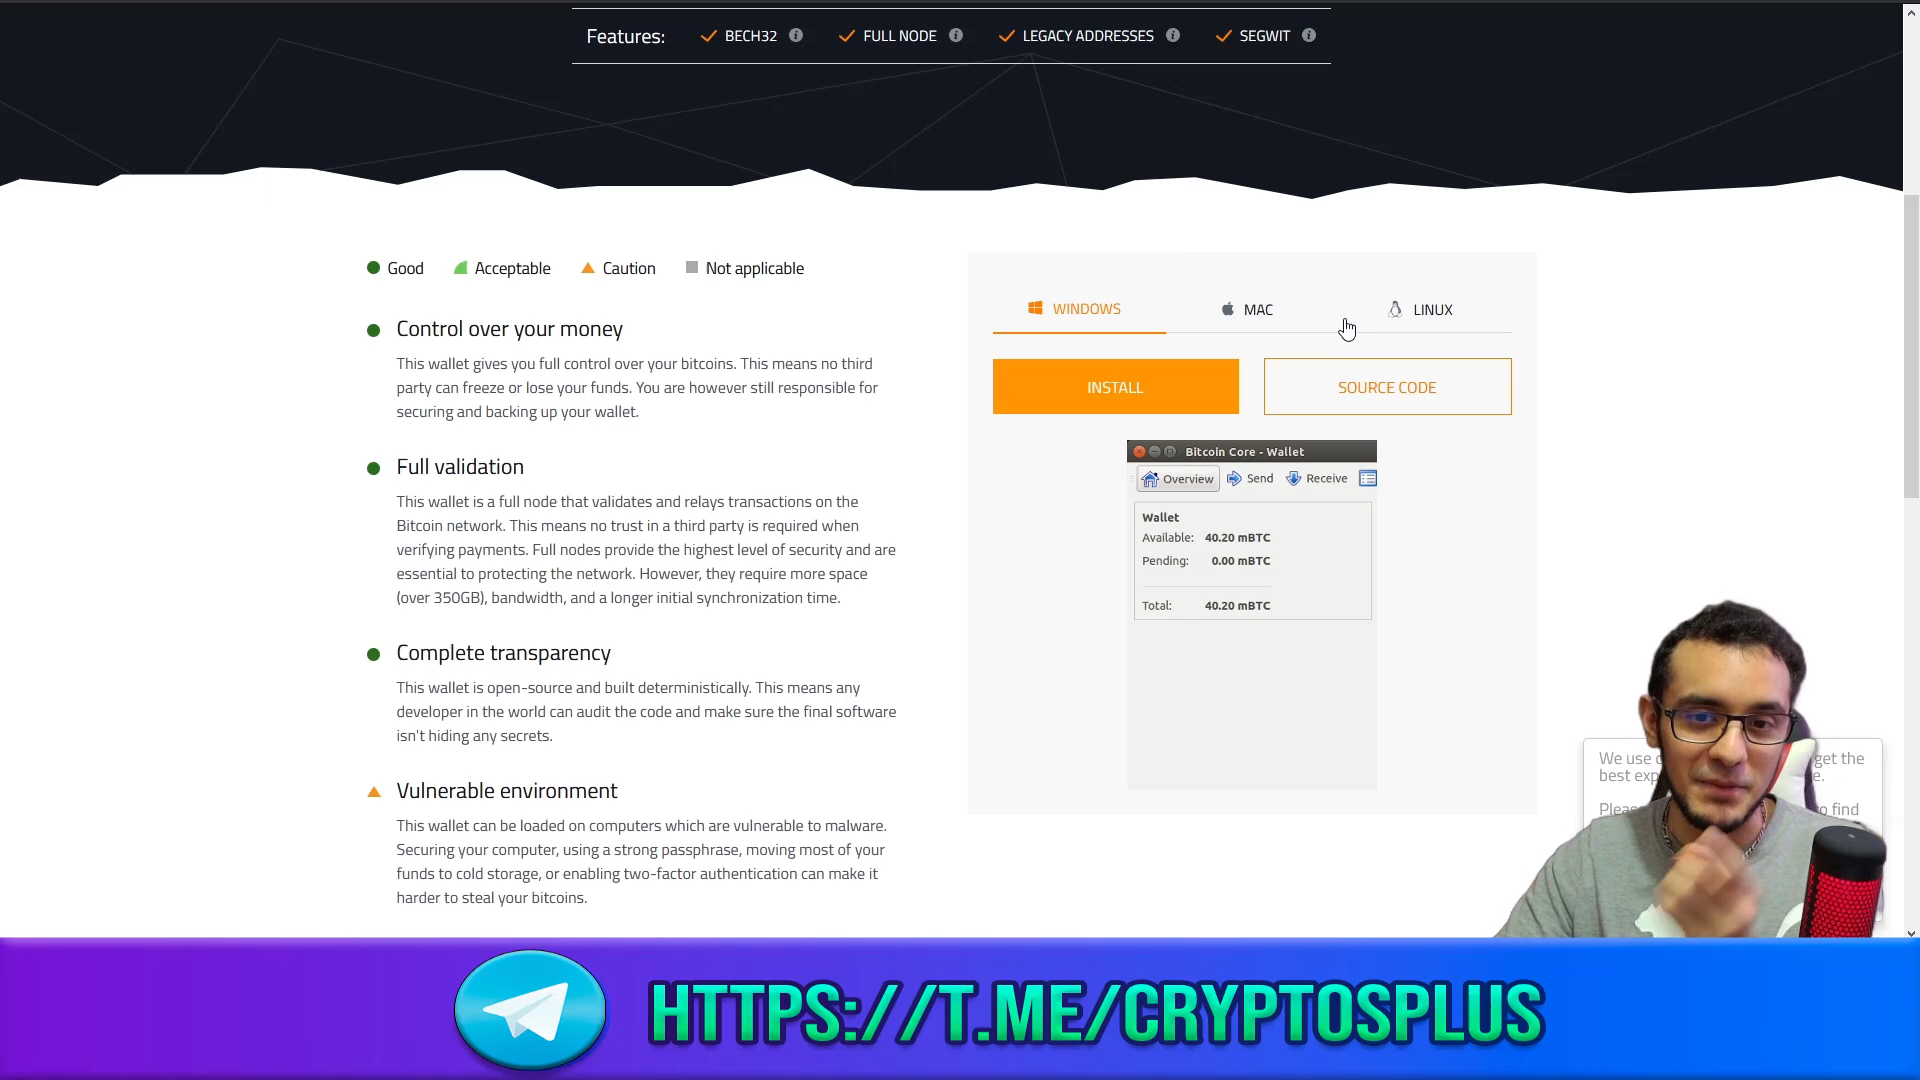 Features: BECH32 FULL NODE LEGACY ADDRESSES SEGWIT
Good Acceptable Caution Not applicable
Control over your money
This wallet gives you full control over your bitcoins. This means no third
party can freeze or lose your funds. You are however still responsible for
securing and backing up your wallet.
Full validation
This wallet is a full node that validates and relays transactions on the
Bitcoin network. This means no trust in a third party is required when
verifying payments. Full nodes provide the highest level of security and are
essential to protecting the network. However, they require more space
(over 350GB), bandwidth, and a longer initial synchronization time.
Complete transparency
This wallet is open-source and built deterministically. This means any
developer in the world can audit the code and make sure the final software
isn't hiding any secrets.
Vulnerable environment
This wallet can be loaded on computers which are vulnerable to malware.
Securing your computer, using a strong passphrase, moving most of your
funds to cold storage, or enabling two-factor authentication can make it
harder to steal your bitcoins.
WINDOWS MAC LINUX
INSTALL SOURCE CODE
Bitcoin Core - Wallet
Overview Send Receive
Wallet
Available: 40.20 mBTC
Pending: 0.00 mBTC
Total: 40.20 mBTC
We use get the
best
find
HTTPS://T.ME/CRYPTOSPLUS